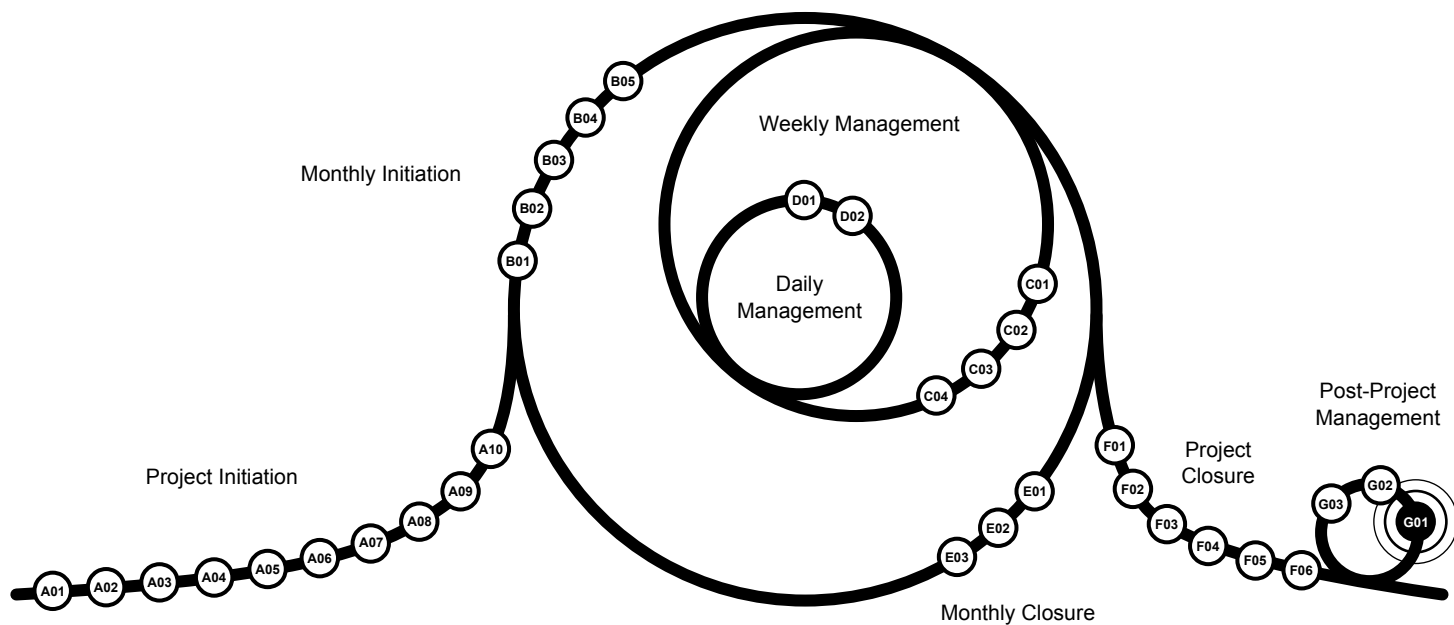 Project Initiation
A01
A02
A03
A04
A05
A06
A07
A08
A09
A10
Monthly Initiation
B01
B02
B03
B04
B05
Weekly Management
C01
C02
C03
C04
Daily
Management
D01
D02
Monthly Closure
E01
E02
E03
Project
Closure
F01
F02
F03
F04
F05
F06
Post-Project
Management
G01
G02
G03